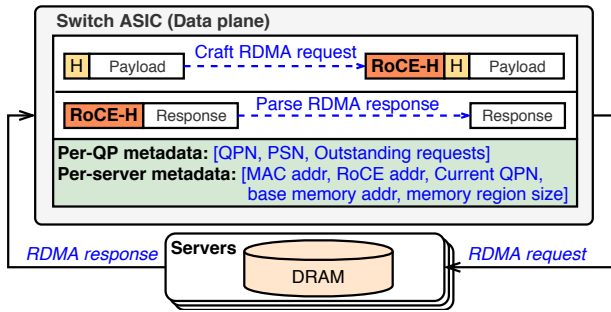 Switch ASIC (Data plane)
Craft RDMA request
H Payload RoCE-H H Payload
Parse RDMA response
RoCE-H Response Response
Per-QP metadata: [QPN, PSN, Outstanding requests]
Per-server metadata: [MAC addr, RoCE addr, Current QPN,
base memory addr, memory region size]
RDMA response Servers RDMA request
DRAM